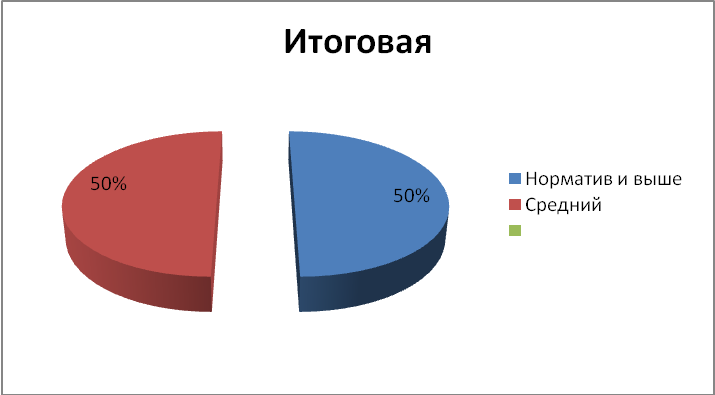 Итоговая
50%
50%
Норматив и выше
Средний